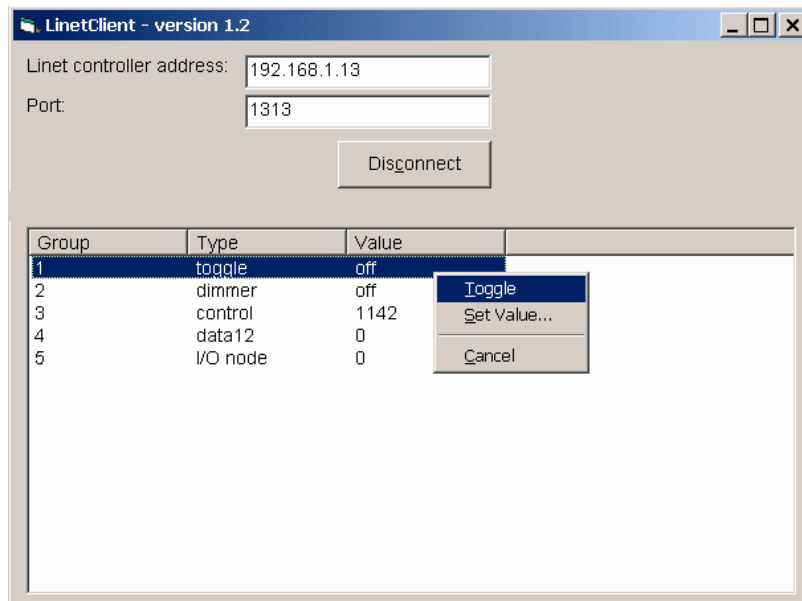 LinetClient - version 1.2
Linet controller address: 192.168.1.13
Port: 1313
Disconnect
Group Type Value
1 toggle off
2 dimmer off
3 control 1142
4 data12 0
5 I/O node 0
Toggle
Set Value...
Cancel